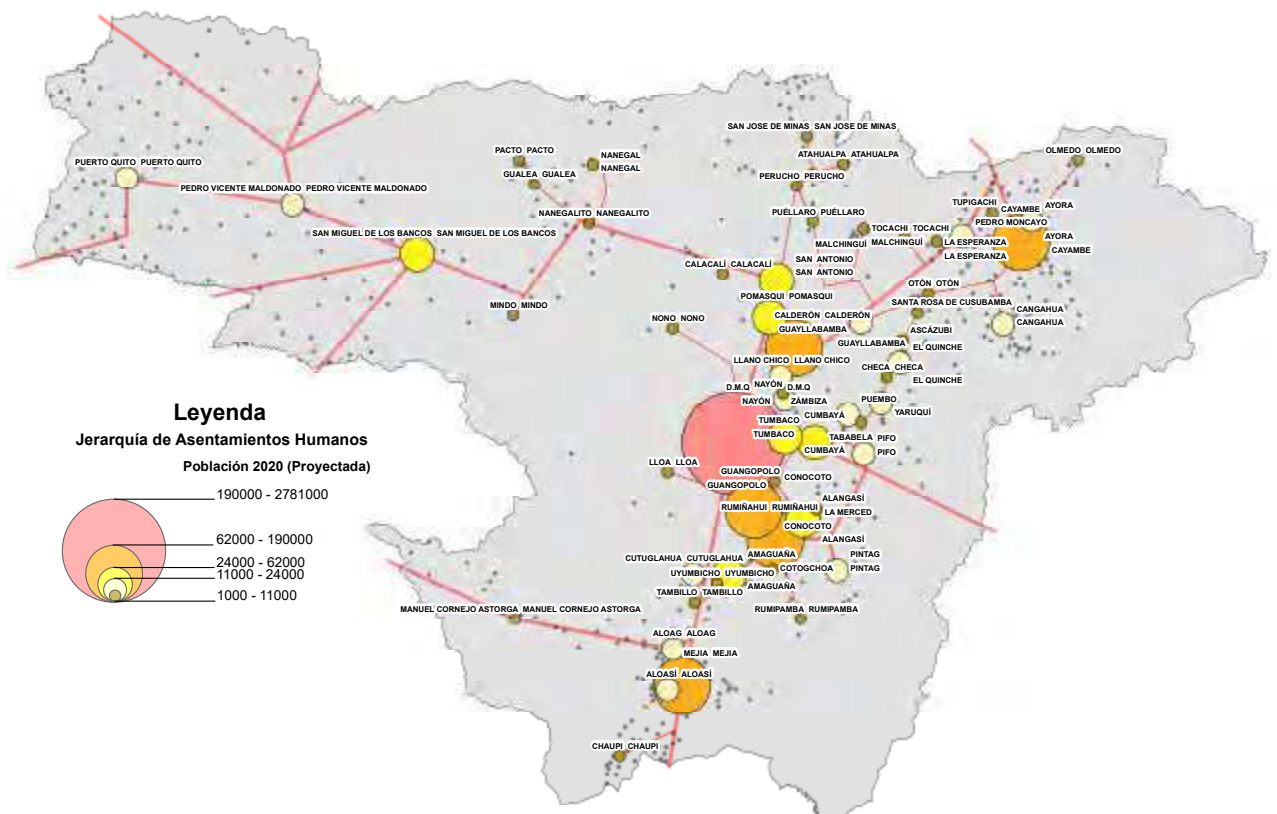 SAN JOSE DE MINAS SAN JOSE DE MINAS
PACTO PACTO
NANEGAL
NANEGAL
ATAHUALPA ATAHUALPA
OLMEDO OLMEDO
PUERTO QUITO PUERTO QUITO
GUALEA GUALEA
PERUCHO PERUCHO
PEDRO VICENTE MALDONADO PEDRO VICENTE MALDONADO
TUPIGACHI
CAYAMBE AYORA
NANEGALITO NANEGALITO
PUÉLLARO PUÉLLARO
PEDRO MONCAYO
TOCACHI TOCACHI
SAN MIGUEL DE LOS BANCOS SAN MIGUEL DE LOS BANCOS
AYORA
MALCHINGUÍ MALCHINGUÍ
LA ESPERANZA
LA ESPERANZA
CAYAMBE
CALACALÍ CALACALÍ
SAN ANTONIO
SAN ANTONIO
OTÓN OTÓN
POMASQUI POMASQUI
SANTA ROSA DE CUSUBAMBA
MINDO MINDO
NONO NONO
CALDERÓN CALDERÓN
CANGAHUA
CANGAHUA
GUAYLLABAMBA
ASCÁZUBI
GUAYLLABAMBA
EL QUINCHE
LLANO CHICO LLANO CHICO
CHECA CHECA
EL QUINCHE
D.M.Q
NAYÓN
D.M.Q
NAYÓN
ZÁMBIZA
PUEMBO
YARUQUÍ
CUMBAYÁ
TUMBACO
TUMBACO
TABABELA
PIFO
CUMBAYÁ
PIFO
LLOA LLOA
GUANGOPOLO
CONOCOTO
GUANGOPOLO
ALANGASÍ
RUMIÑAHUI RUMIÑAHUI
LA MERCED
CONOCOTO
ALANGASÍ
CUTUGLAHUA CUTUGLAHUA
AMAGUAÑA
PINTAG
PINTAG
UYUMBICHO UYUMBICHO
COTOGCHOA
AMAGUAÑA
TAMBILLO TAMBILLO
MANUEL CORNEJO ASTORGA MANUEL CORNEJO ASTORGA
RUMIPAMBA RUMIPAMBA
ALOAG ALOAG
MEJIA MEJIA
ALOASÍ ALOASÍ
CHAUPI CHAUPI
Leyenda
Jerarquía de Asentamientos Humanos
Población 2020 (Proyectada)
190000 - 2781000
62000 - 190000
24000 - 62000
11000 - 24000
1000 - 11000